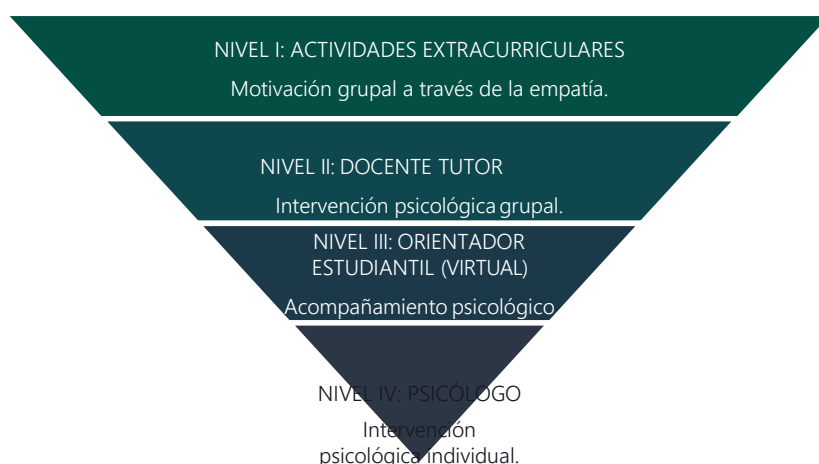 NIVEL I: ACTIVIDADES EXTRACURRICULARES
Motivación grupal a través de la empatía.
NIVEL II: DOCENTE TUTOR
Intervención psicológica grupal.
NIVEL III: ORIENTADOR
ESTUDIANTIL (VIRTUAL)
Acompañamiento psicológico
NIVEL IV: PSICÓLOGO
Intervención
psicológica individual.